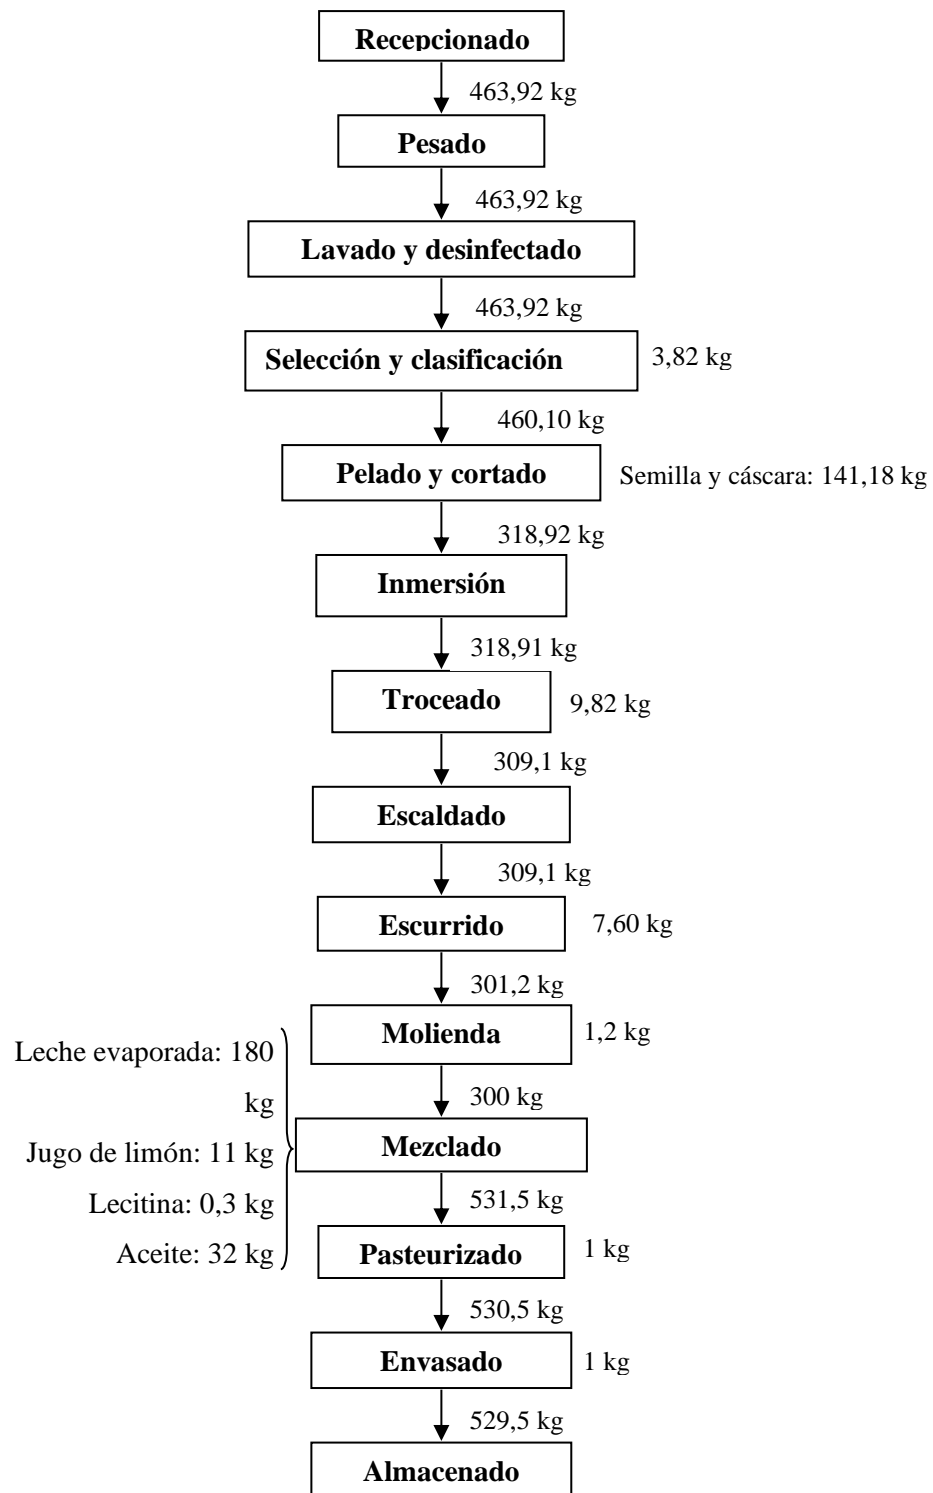 Recepcionado
463,92 kg
Pesado
463,92 kg
Lavado y desinfectado
463,92 kg
Selección y clasificación
3,82 kg
460,10 kg
Pelado y cortado
Semilla y cáscara: 141,18 kg
318,92 kg
Inmersión
318,91 kg
Troceado
9,82 kg
309,1 kg
Escaldado
309,1 kg
Escurrido
7,60 kg
301,2 kg
Molienda
1,2 kg
Leche evaporada: 180
kg
Jugo de limón: 11 kg
Lecitina: 0,3 kg
Aceite: 32 kg
300 kg
Mezclado
531,5 kg
Pasteurizado
1 kg
530,5 kg
Envasado
1 kg
529,5 kg
Almacenado